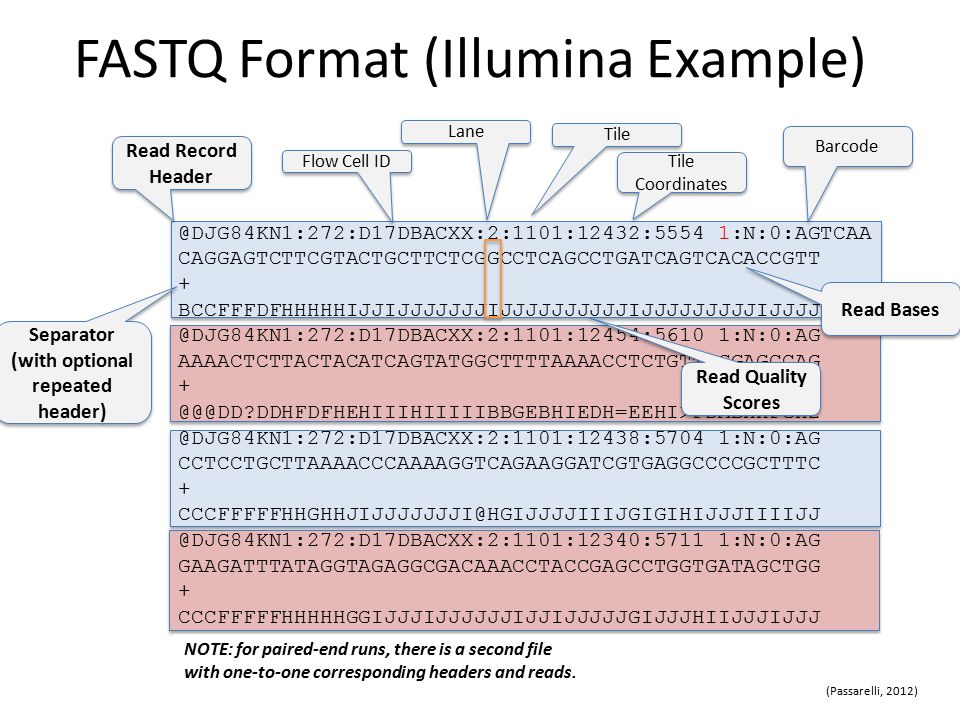 FASTQ Format (Illumina Example)
Lane
Tile
Read Record
Header
Flow Cell ID
Tile
Coordinates
Barcode
@DJG84KN1:272:D17DBACXX:2:1101:12432:5554 1:N:0:AGTCAA
CAGGAGTCTTCGTACTGCTTCTCGGCCTCAGCCTGATCAGTCACACCGTT
+
BCCFFFDFHHHHHIJJIJJJJJJJIJJJJJJJJJJIJJJJJJJJJIJJJJ
Read Bases
Separator
(with optional
repeated
header)
@DJG84KN1:272:D17DBACXX:2:1101:12454:5610 1:N:0:AG
AAAACTCTTACTACATCAGTATGGCTTTTAAAACCTCTGT
+
@@@DD?DDHFDFHEHIIIHIIIIIBBGEBHIEDH=EEHI
Read Quality
Scores
@DJG84KN1:272:D17DBACXX:2:1101:12438:5704 1:N:0:AG
CCTCCTGCTTAAAACCCAAAAGGTCAGAAGGATCGTGAGGCCCCGCTTTC
+
CCCFFFFFHHGHHJIJJJJJJJI@HGIJJJJIIIJGIGIHIJJJIIIIJJ
@DJG84KN1:272:D17DBACXX:2:1101:12340:5711 1:N:0:AG
GAAGATTTATAGGTAGAGGCGACAAACCTACCGAGCCTGGTGATAGCTGG
+
CCCFFFFFHHHHHGGIJJJIJJJJJJIJJIJJJJJGIJJJHIIJJJIJJJ
NOTE: for paired-end runs, there is a second file
with one-to-one corresponding headers and reads.
(Passarelli, 2012)